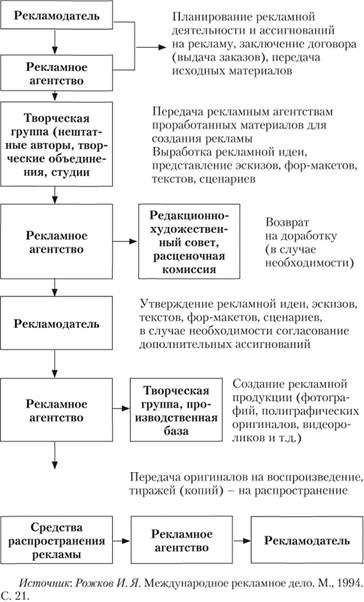 Рекламодатель
Рекламное
агентство
Планирование рекламной
деятельности и ассигнований
на рекламу, заключение договора
(выдача заказов), передача
исходных материалов
Творческая
группа (нештат-
ные авторы, твор-
ческие объедине-
ния, студии
Передача рекламным агентствам
проработанных материалов для
создания рекламы
Выработка рекламной идеи,
представление эскизов, фор-макетов,
текстов, сценариев
Рекламное
агентство
Редакционно-
художествен-
ный совет,
расценочная
комиссия
Возврат
на доработку
(в случае
необходимости)
Рекламодатель
Утверждение рекламной идеи, эскизов,
текстов, фор-макетов, сценариев,
в случае необходимости согласование
дополнительных ассигнований
Рекламное
агентство
Творческая
группа, про-
изводственная
база
Создание рекламной
продукции (фотогра-
фий, полиграфических
оригиналов, видеоро-
ликов и т.д.)
Передача оригиналов на воспроизведение,
тиражей (копий) – на распространение
Средства
распространения
рекламы
Рекламное
агентство
Рекламодатель
Источник: Рожков И. Я. Международное рекламное дело. М., 1994.
С. 21.